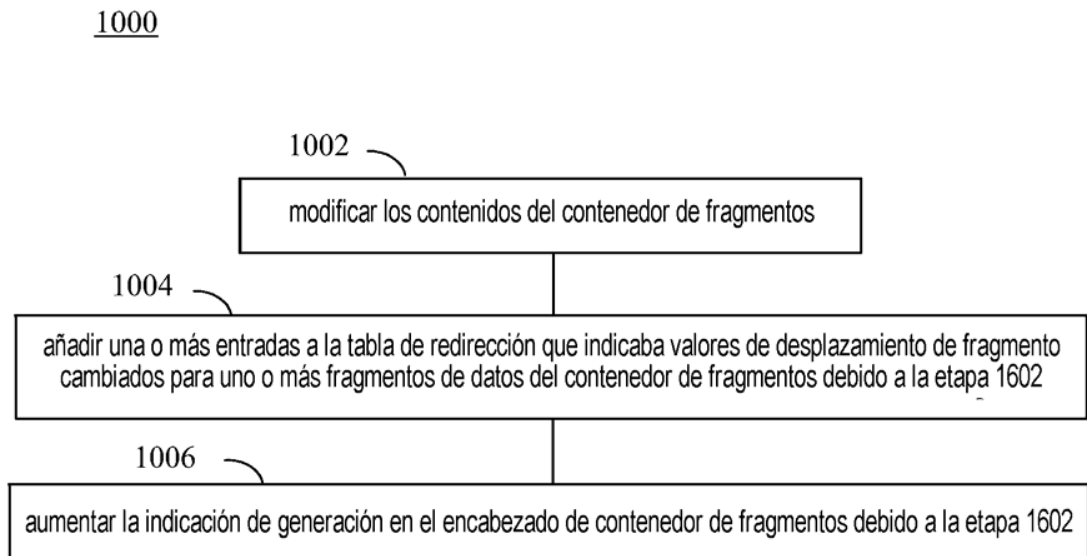 1000
1002
modificar los contenidos del contenedor de fragmentos
1004
añadir una o más entradas a la tabla de redirección que indicaba valores de desplazamiento de fragmento
cambiados para uno o más fragmentos de datos del contenedor de fragmentos debido a la etapa 1602
1006
aumentar la indicación de generación en el encabezado de contenedor de fragmentos debido a la etapa 1602